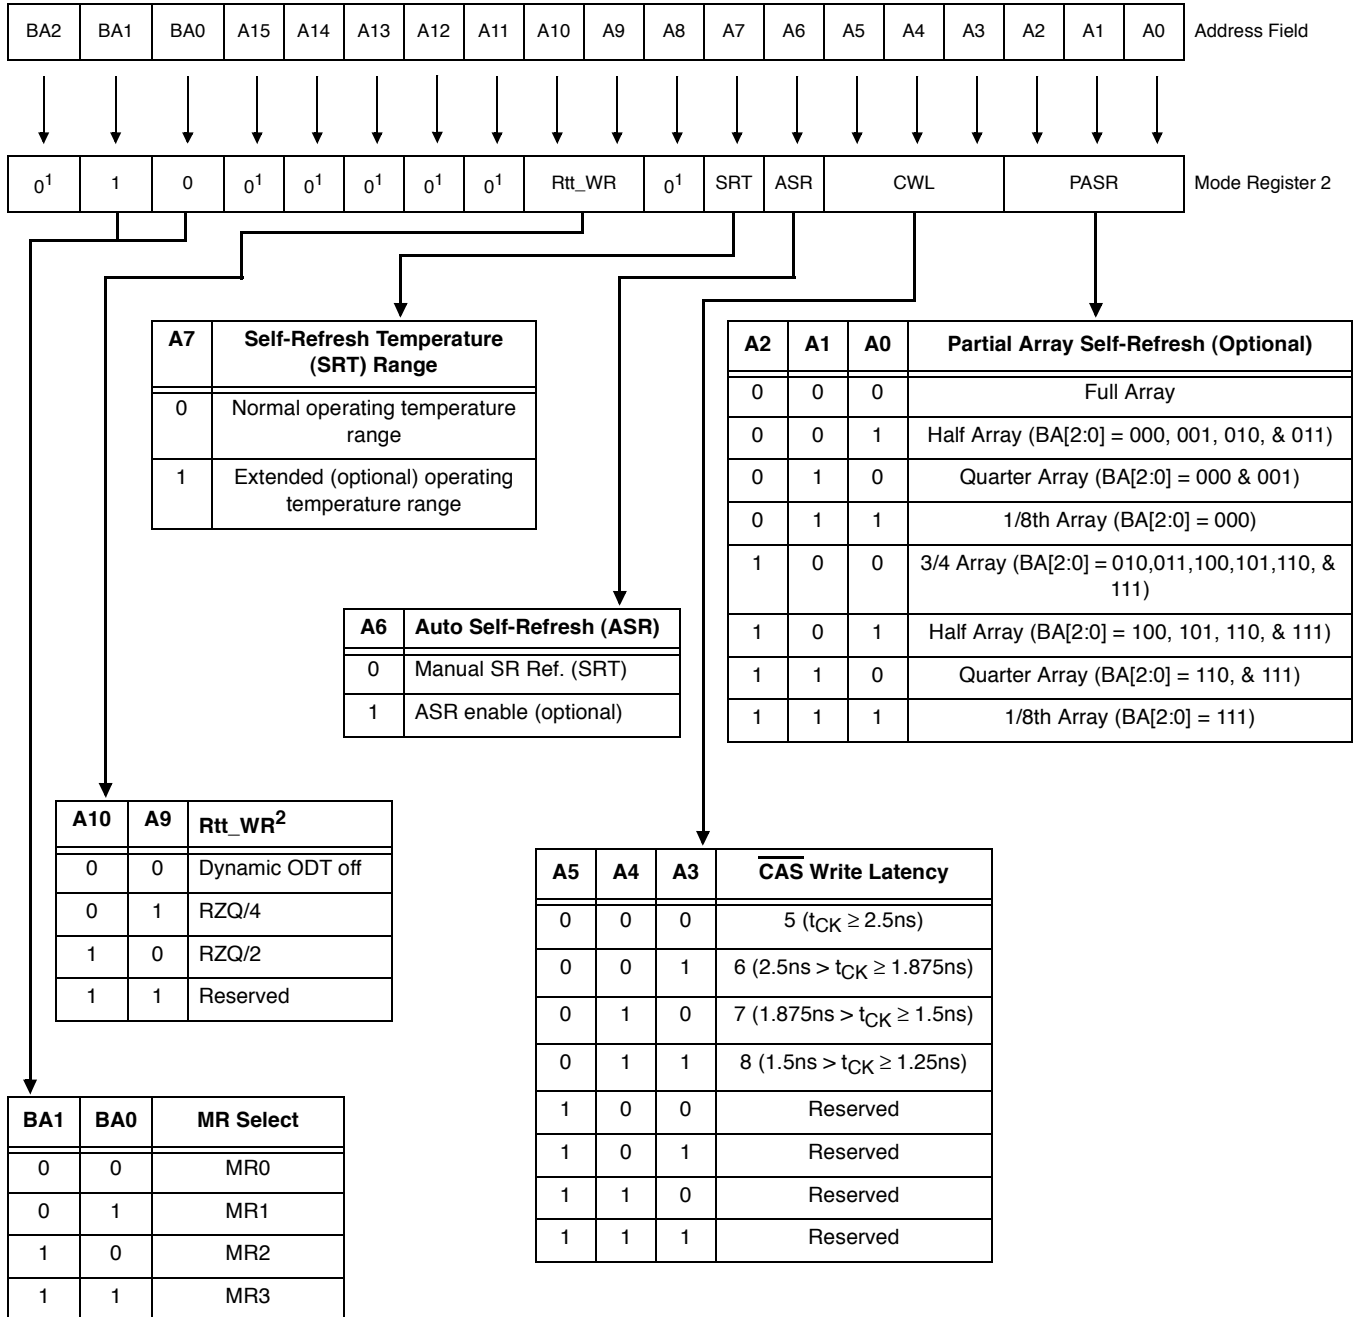 BA2 BA1 BA0 A15 A14 A13 A12 A11 A10 A9 A8 A7 A6 A5 A4 A3 A2 A1 A0 Address Field
0¹ 1 0 0¹ 0¹ 0¹ 0¹ 0¹ Rtt_WR 0¹ SRT ASR CWL PASR Mode Register 2
A7 Self-Refresh Temperature
(SRT) Range
0 Normal operating temperature
range
1 Extended (optional) operating
temperature range
A2 A1 A0 Partial Array Self-Refresh (Optional)
0 0 0 Full Array
0 0 1 Half Array (BA[2:0] = 000, 001, 010, & 011)
0 1 0 Quarter Array (BA[2:0] = 000 & 001)
0 1 1 1/8th Array (BA[2:0] = 000)
1 0 0 3/4 Array (BA[2:0] = 010,011,100,101,110, &
111)
1 0 1 Half Array (BA[2:0] = 100, 101, 110, & 111)
1 1 0 Quarter Array (BA[2:0] = 110, & 111)
1 1 1 1/8th Array (BA[2:0] = 111)
A6 Auto Self-Refresh (ASR)
0 Manual SR Ref. (SRT)
1 ASR enable (optional)
A10 A9 Rtt_WR²
0 0 Dynamic ODT off
0 1 RZQ/4
1 0 RZQ/2
1 1 Reserved
A5 A4 A3 C̅A̅S̅ Write Latency
0 0 0 5 (tCK ≥ 2.5ns)
0 0 1 6 (2.5ns > tCK ≥ 1.875ns)
0 1 0 7 (1.875ns > tCK ≥ 1.5ns)
0 1 1 8 (1.5ns > tCK ≥ 1.25ns)
1 0 0 Reserved
1 0 1 Reserved
1 1 0 Reserved
1 1 1 Reserved
BA1 BA0 MR Select
0 0 MR0
0 1 MR1
1 0 MR2
1 1 MR3